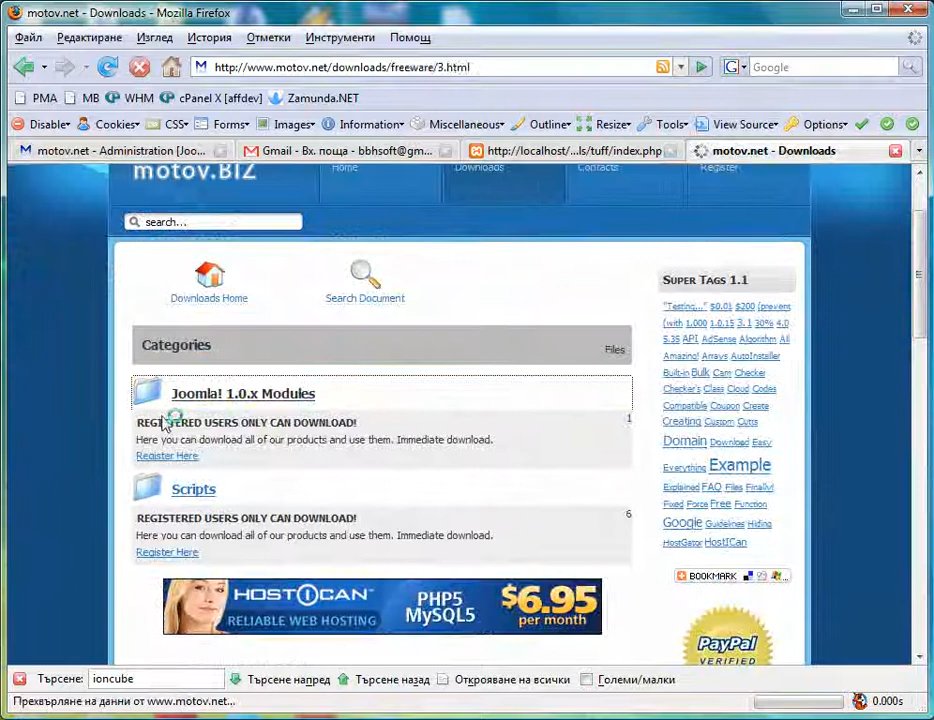 motov.net - Downloads - Mozilla Firefox
Файл Редактиране Изглед История Отметки Инструменти Помощ
http://www.motov.net/downloads/freeware/3.html
Google
PMA MB WHM cPanel X [affdev] Zamunda.NET
Disable Cookies CSS Forms Images Information Miscellaneous Outline Resize Tools View Source Options
motov.net - Administration [Joo... Gmail - Вх. поща - bbhsoft@gm... http://localhost/...ls/tuff/index.php motov.net - Downloads
motov.BIZ
Home Downloads Contacts Register
search...
Downloads Home
Search Document
Categories
Files
Joomla! 1.0.x Modules
REGISTERED USERS ONLY CAN DOWNLOAD!
1
Here you can download all of our products and use them. Immediate download.
Register Here
Scripts
REGISTERED USERS ONLY CAN DOWNLOAD!
6
Here you can download all of our products and use them. Immediate download.
Register Here
HOSTICAN
RELIABLE WEB HOSTING
PHP5
MySQL5
$6.95
per month
Super Tags 1.1
"Testing..." $0.01 $200 (prevent
(with 1.000 1.0.15 3.1 30% 4.0
5.35 API AdSense Algorithm All
Amazing! Arrays AutoInstaller
Built-in Bulk Cam Checker
Checker's Class Cloud Codes
Compatible Coupon Create
Creating Custom Cutts
Domain Download Easy
Everything Example
Explained FAQ Files Finally!
Fixed Force Free Function
Google Guidelines Hiding
HostGator HostICan
BOOKMARK
PayPal
VERIFIED
Търсене: ioncube Търсене напред Търсене назад Открояване на всички Големи/малки
Прехвърляне на данни от www.motov.net...
0.000s